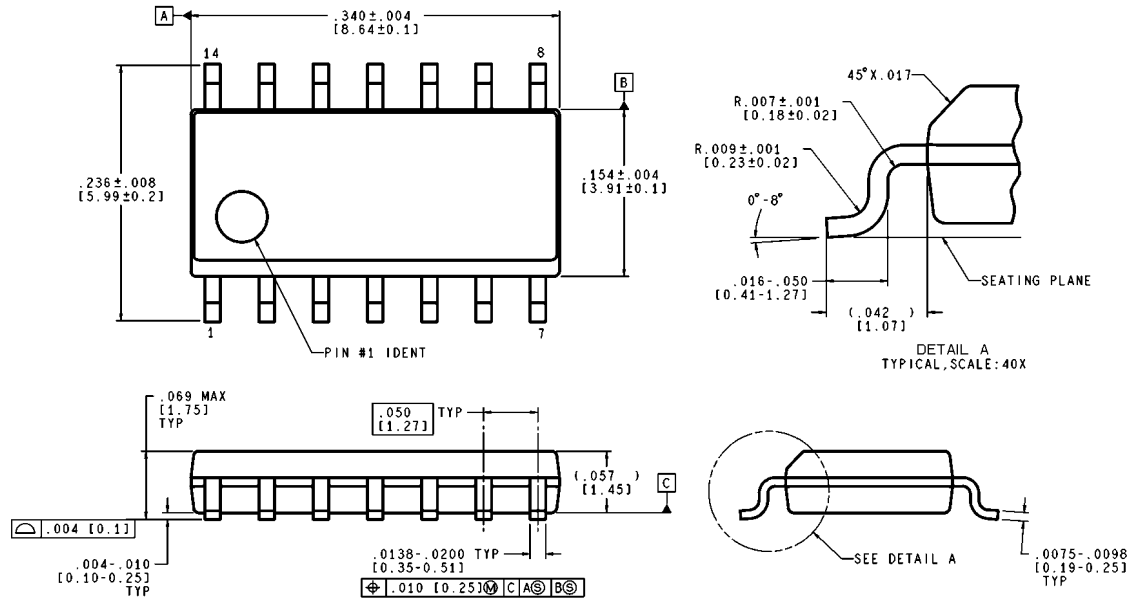 A
.340±.004
[8.64±0.1]
14
8
B
.236±.008
[5.99±0.2]
.154±.004
[3.91±0.1]
1
7
PIN #1 IDENT
45°X.017
R.007±.001
[0.18±0.02]
R.009±.001
[0.23±0.02]
0°-8°
SEATING PLANE
.016-.050
[0.41-1.27]
(.042 )
[1.07]
DETAIL A
TYPICAL,SCALE:40X
.069 MAX
[1.75]
TYP
.050 TYP
[1.27]
(.057 )
[1.45]
C
⌓ .004 [0.1]
.004-.010
[0.10-0.25]
TYP
.0138-.0200 TYP
[0.35-0.51]
⌖ .010 [0.25]Ⓜ C AⓈ BⓈ
SEE DETAIL A
.0075-.0098
[0.19-0.25]
TYP